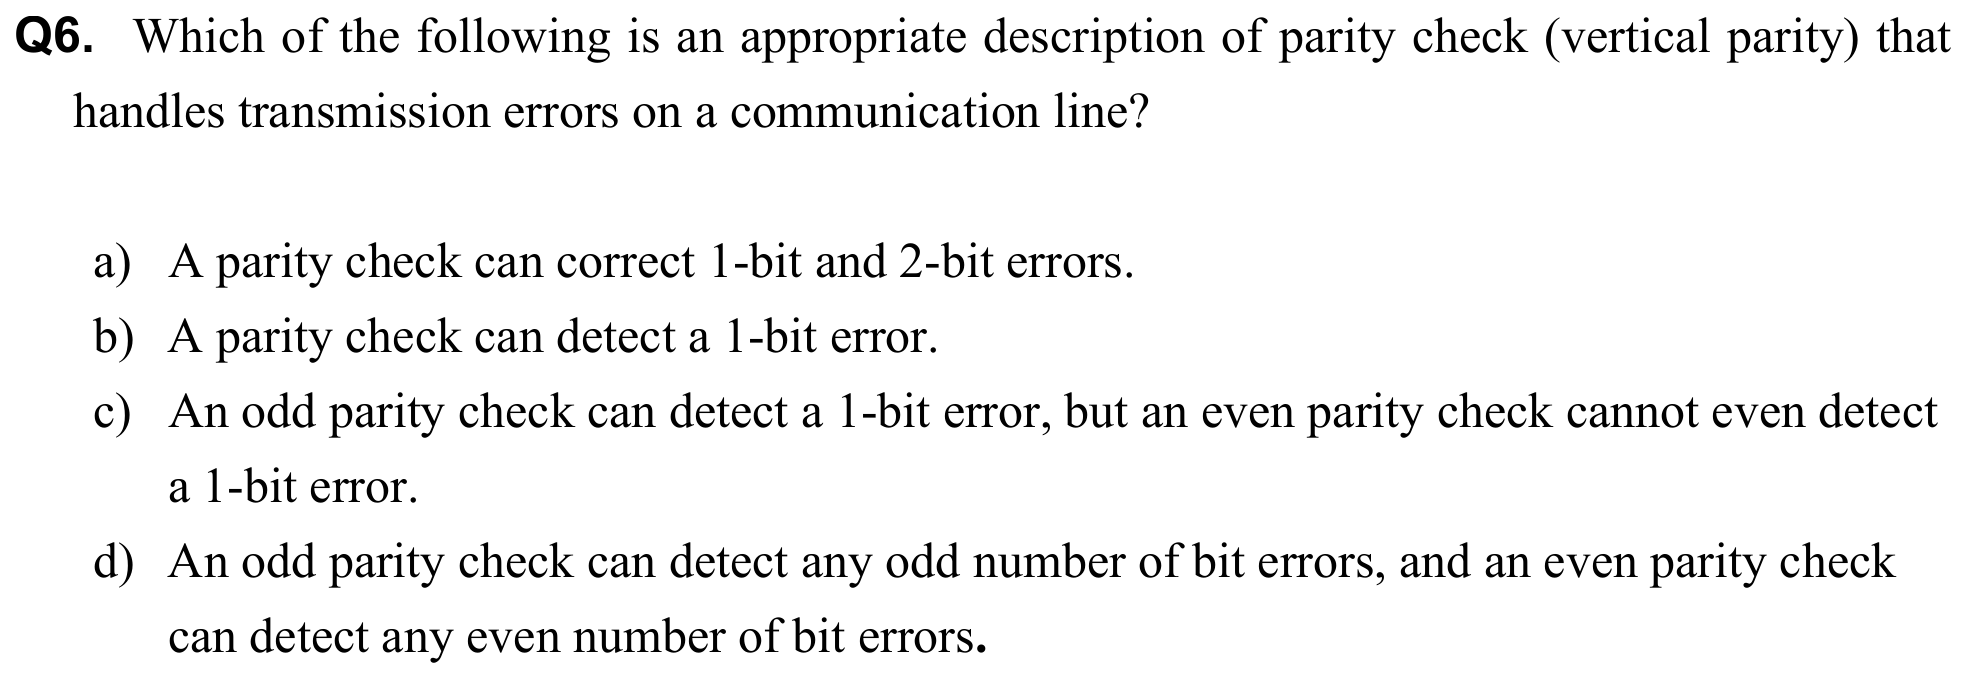 Q6. Which of the following is an appropriate description of parity check (vertical parity) that
handles transmission errors on a communication line?
a) A parity check can correct 1-bit and 2-bit errors.
b) A parity check can detect a 1-bit error.
c) An odd parity check can detect a 1-bit error, but an even parity check cannot even detect
a 1-bit error.
d) An odd parity check can detect any odd number of bit errors, and an even parity check
can detect any even number of bit errors.